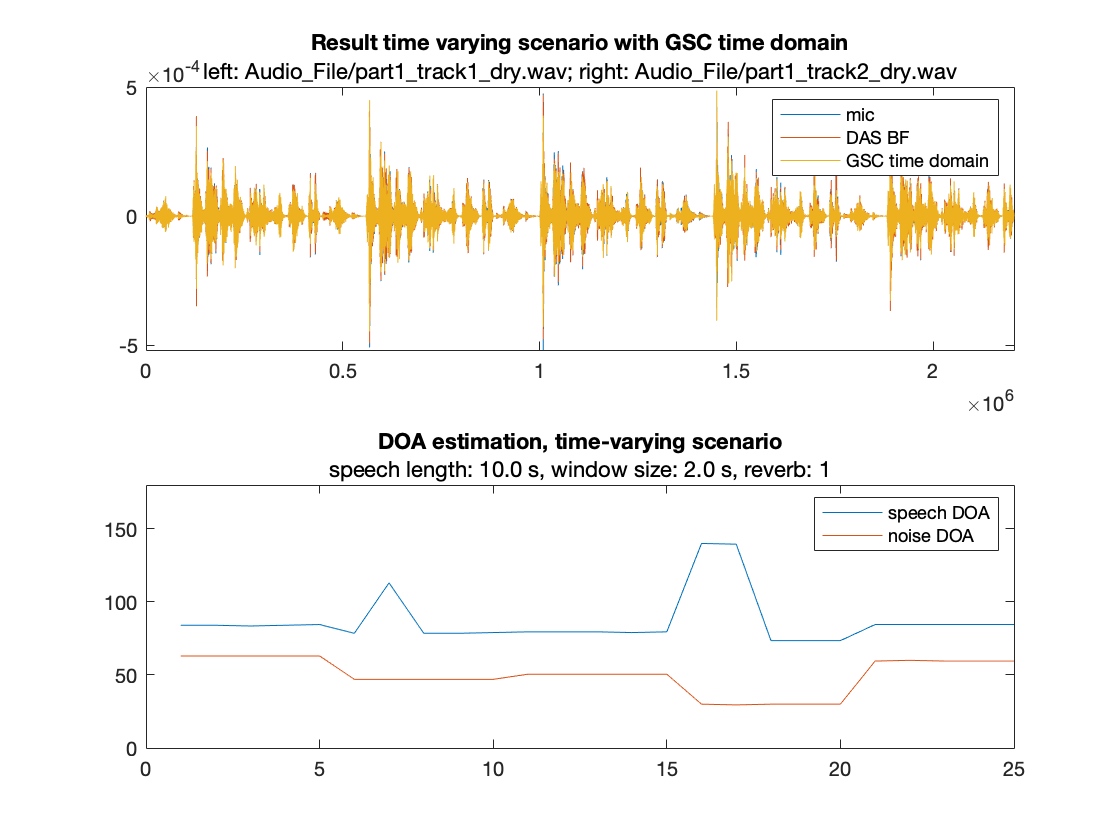 Result time varying scenario with GSC time domain
×10-4 left: Audio_File/part1_track1_dry.wav; right: Audio_File/part1_track2_dry.wav
5
mic
DAS BF
GSC time domain
0
-5
0 0.5 1 1.5 2
×106
DOA estimation, time-varying scenario
speech length: 10.0 s, window size: 2.0 s, reverb: 1
speech DOA
noise DOA
150
100
50
0
0 5 10 15 20 25